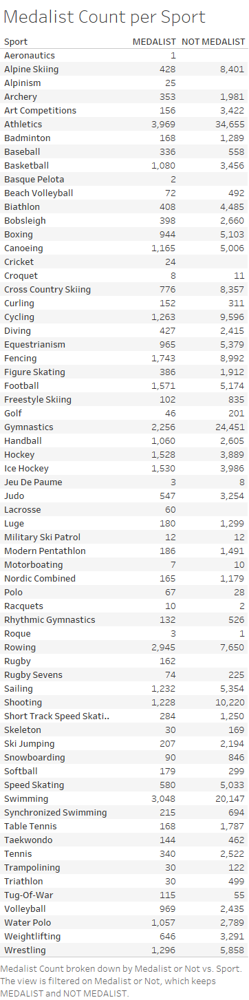 Medalist Count per Sport
Sport MEDALIST NOT MEDALIST
Aeronautics 1
Alpine Skiing 428 8,401
Alpinism 25
Archery 353 1,981
Art Competitions 156 3,422
Athletics 3,969 34,655
Badminton 168 1,289
Baseball 336 558
Basketball 1,080 3,456
Basque Pelota 2
Beach Volleyball 72 492
Biathlon 408 4,485
Bobsleigh 398 2,660
Boxing 944 5,103
Canoeing 1,165 5,006
Cricket 24
Croquet 8 11
Cross Country Skiing 776 8,357
Curling 152 311
Cycling 1,263 9,596
Diving 427 2,415
Equestrianism 965 5,379
Fencing 1,743 8,992
Figure Skating 386 1,912
Football 1,571 5,174
Freestyle Skiing 102 835
Golf 46 201
Gymnastics 2,256 24,451
Handball 1,060 2,605
Hockey 1,528 3,889
Ice Hockey 1,530 3,986
Jeu De Paume 3 8
Judo 547 3,254
Lacrosse 60
Luge 180 1,299
Military Ski Patrol 12 12
Modern Pentathlon 186 1,491
Motorboating 7 10
Nordic Combined 165 1,179
Polo 67 28
Racquets 10 2
Rhythmic Gymnastics 132 526
Roque 3 1
Rowing 2,945 7,650
Rugby 162
Rugby Sevens 74 225
Sailing 1,232 5,354
Shooting 1,228 10,220
Short Track Speed Skati.. 284 1,250
Skeleton 30 169
Ski Jumping 207 2,194
Snowboarding 90 846
Softball 179 299
Speed Skating 580 5,033
Swimming 3,048 20,147
Synchronized Swimming 215 694
Table Tennis 168 1,787
Taekwondo 144 462
Tennis 340 2,522
Trampolining 30 122
Triathlon 30 499
Tug-Of-War 115 55
Volleyball 969 2,435
Water Polo 1,057 2,789
Weightlifting 646 3,291
Wrestling 1,296 5,858
Medalist Count broken down by Medalist or Not vs. Sport.
The view is filtered on Medalist or Not, which keeps
MEDALIST and NOT MEDALIST.